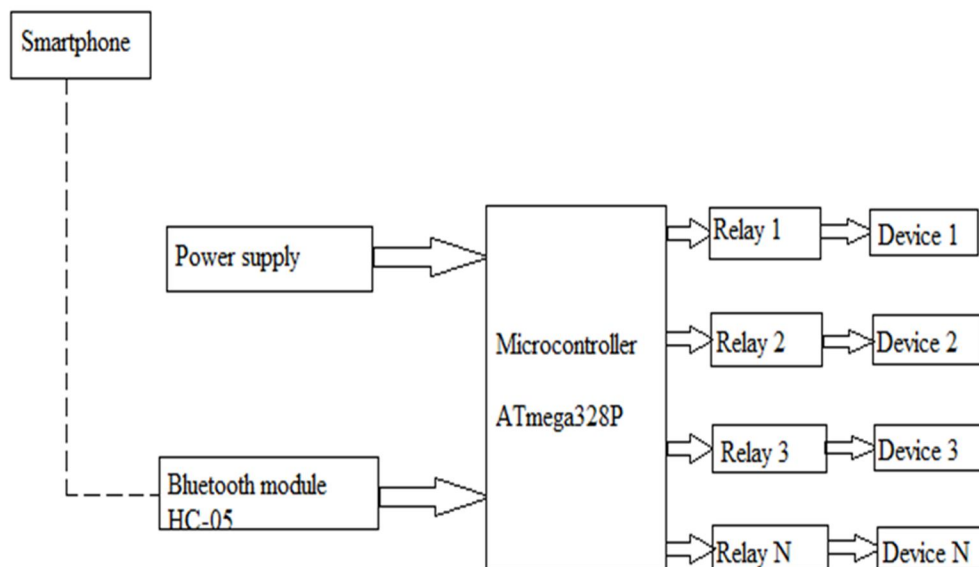 Smartphone
Power supply
Bluetooth module
HC-05
Microcontroller
ATmega328P
Relay 1
Device 1
Relay 2
Device 2
Relay 3
Device 3
Relay N
Device N